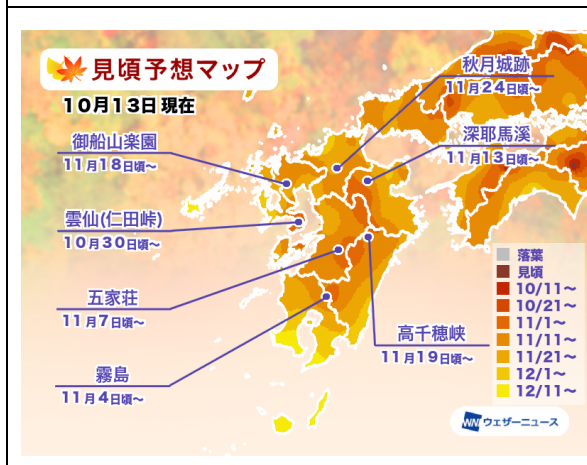 見頃予想マップ
10月13日 現在
秋月城跡
11月24日頃〜
御船山楽園
11月18日頃〜
深耶馬溪
11月13日頃〜
雲仙(仁田峠)
10月30日頃〜
五家荘
11月7日頃〜
高千穂峡
11月19日頃〜
霧島
11月4日頃〜
落葉
見頃
10/11〜
10/21〜
11/1〜
11/11〜
11/21〜
12/1〜
12/11〜
WNI ウェザーニュース